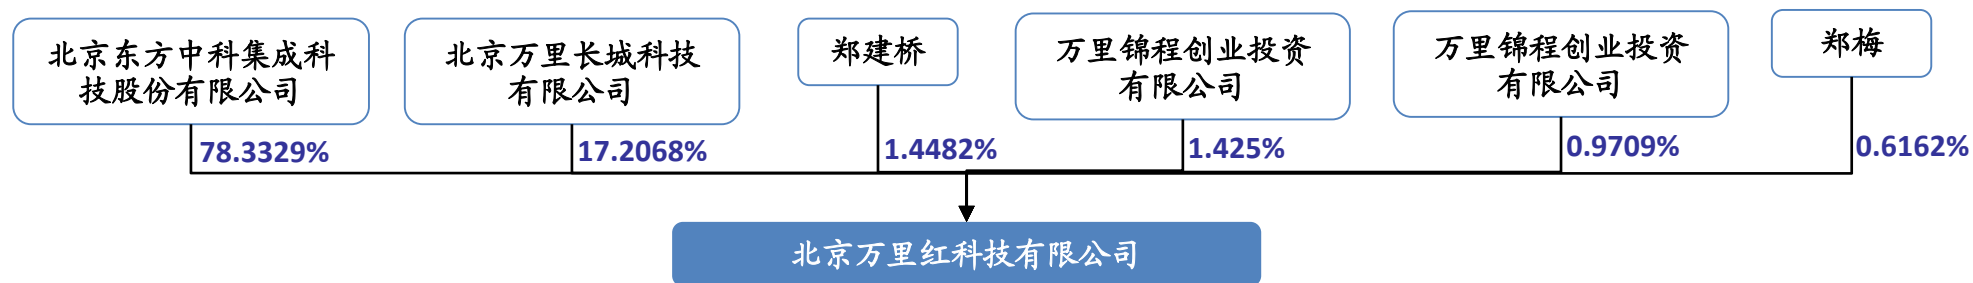 北京东方中科集成科
技股份有限公司
北京万里长城科技
有限公司
郑建桥
万里锦程创业投资
有限公司
万里锦程创业投资
有限公司
郑梅
78.3329%
17.2068%
1.4482%
1.425%
0.9709%
0.6162%
北京万里红科技有限公司